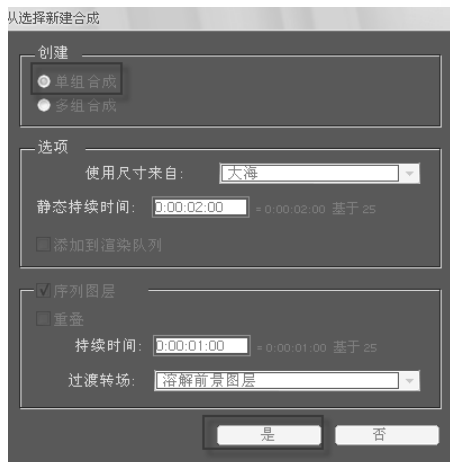 从选择新建合成
创建
单组合成
多组合成
选项
使用尺寸来自: 大海
静态持续时间: 0:00:02:00 = 0:00:02:00 基于 25
添加到渲染队列
序列图层
重叠
持续时间: 0:00:01:00 = 0:00:01:00 基于 25
过渡转场: 溶解前景图层
是 否